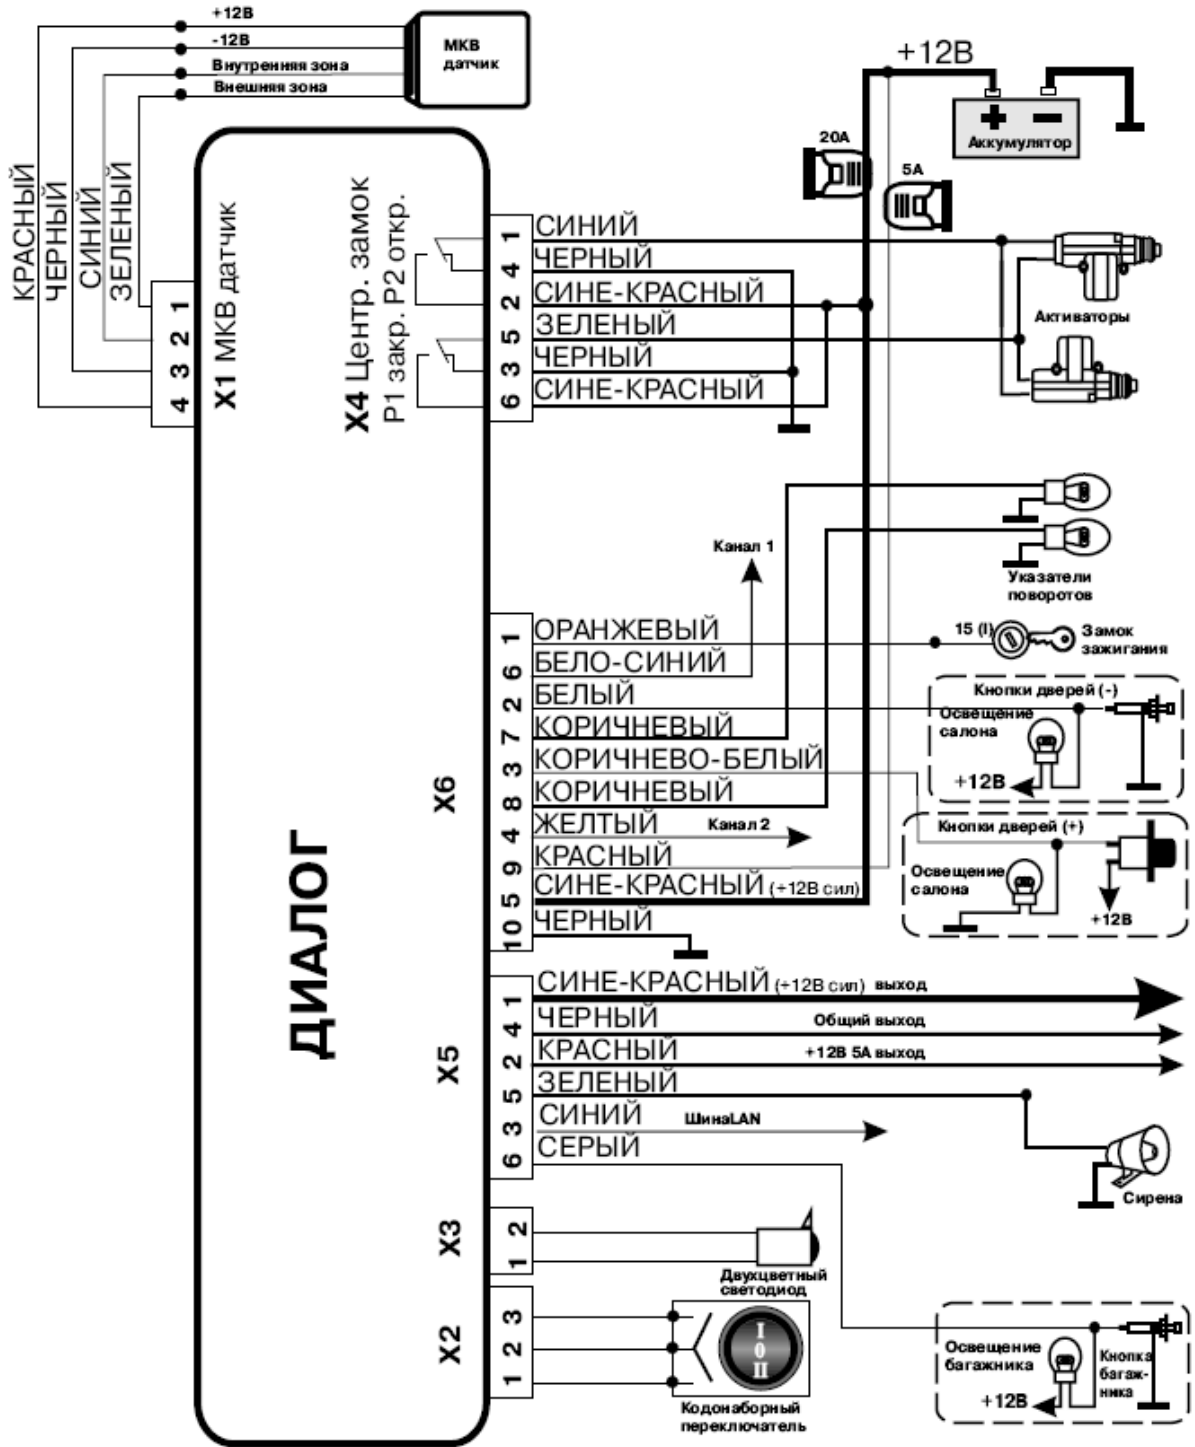 +12В
-12В
Внутренняя зона
Внешняя зона
МКВ
датчик
КРАСНЫЙ
ЧЕРНЫЙ
СИНИЙ
ЗЕЛЕНЫЙ
1
2
3
4
X1 МКВ датчик
+12В
Аккумулятор
20А
5А
X4 Центр. замок
Р1 закр. Р2 откр.
1 СИНИЙ
4 ЧЕРНЫЙ
2 СИНЕ-КРАСНЫЙ
5 ЗЕЛЕНЫЙ
3 ЧЕРНЫЙ
6 СИНЕ-КРАСНЫЙ
Активаторы
Указатели
поворотов
Канал 1
X6
1 ОРАНЖЕВЫЙ
6 БЕЛО-СИНИЙ
2 БЕЛЫЙ
7 КОРИЧНЕВЫЙ
3 КОРИЧНЕВО-БЕЛЫЙ
8 КОРИЧНЕВЫЙ
4 ЖЕЛТЫЙ Канал 2
9 КРАСНЫЙ
5 СИНЕ-КРАСНЫЙ (+12В сил)
10 ЧЕРНЫЙ
15 (I)
Замок
зажигания
Кнопки дверей (-)
Освещение
салона
+12В
Кнопки дверей (+)
Освещение
салона
+12В
ДИАЛОГ
X5
1 СИНЕ-КРАСНЫЙ (+12В сил) выход
4 ЧЕРНЫЙ Общий выход
2 КРАСНЫЙ +12В 5А выход
5 ЗЕЛЕНЫЙ
3 СИНИЙ ШинаLAN
6 СЕРЫЙ
Сирена
X3
2
1
Двухцветный
светодиод
X2
3
2
1
I
0
II
Кодонаборный
переключатель
Освещение
багажника
+12В
Кнопка
багаж-
ника